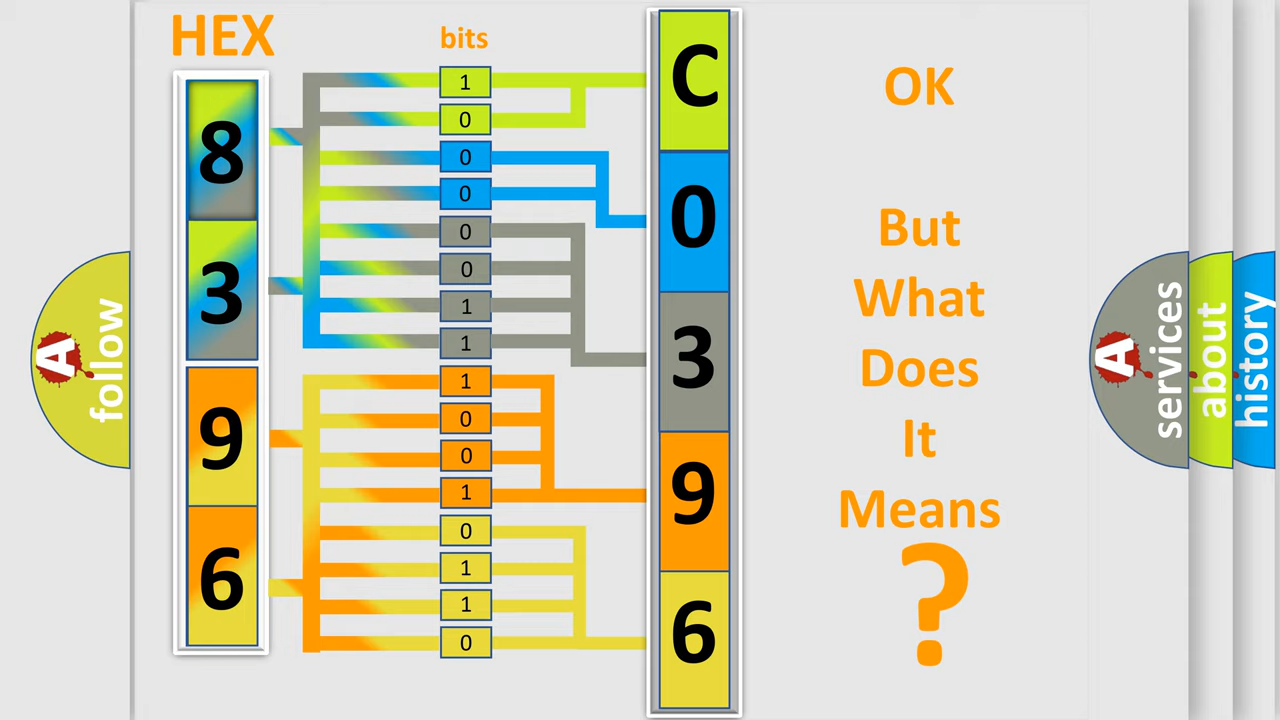 HEX
bits
8
3
9
6
1
0
0
0
0
0
1
1
1
0
0
1
0
1
1
0
C
0
3
9
6
OK
But
What
Does
It
Means
?
A
follow
A
services
about
history